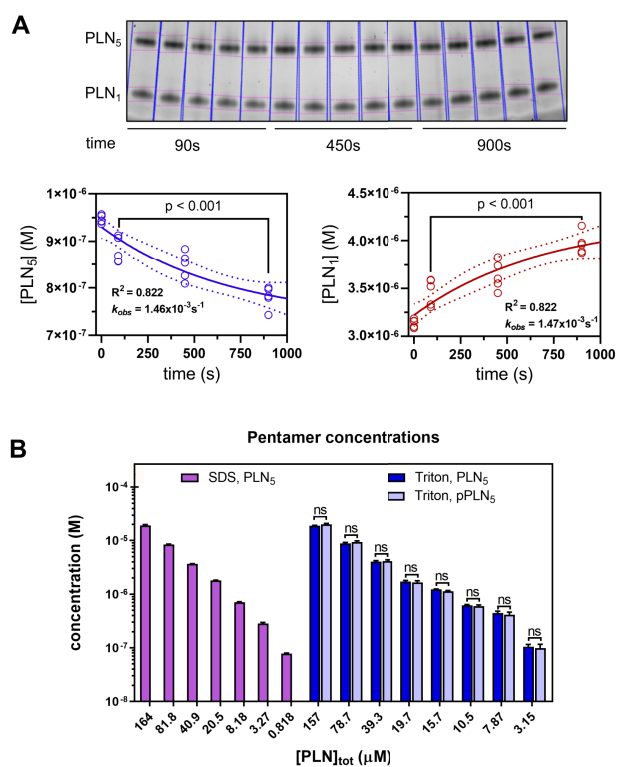 A
PLN₅
PLN₁
time 90s 450s 900s
1×10⁻⁶
9×10⁻⁷
8×10⁻⁷
7×10⁻⁷
[PLN₅] (M)
p < 0.001
R² = 0.822
k_obs = 1.46x10⁻³s⁻¹
0 250 500 750 1000
time (s)
4.5×10⁻⁶
4.0×10⁻⁶
3.5×10⁻⁶
3.0×10⁻⁶
[PLN₁] (M)
p < 0.001
R² = 0.822
k_obs = 1.47x10⁻³s⁻¹
0 250 500 750 1000
time (s)
B
Pentamer concentrations
SDS, PLN₅
Triton, PLN₅
Triton, pPLN₅
10⁻⁴
10⁻⁵
10⁻⁶
10⁻⁷
10⁻⁸
concentration (M)
ns ns ns ns ns ns ns ns
164 81.8 40.9 20.5 8.18 3.27 0.818 157 78.7 39.3 19.7 15.7 10.5 7.87 3.15
[PLN]tot (μM)